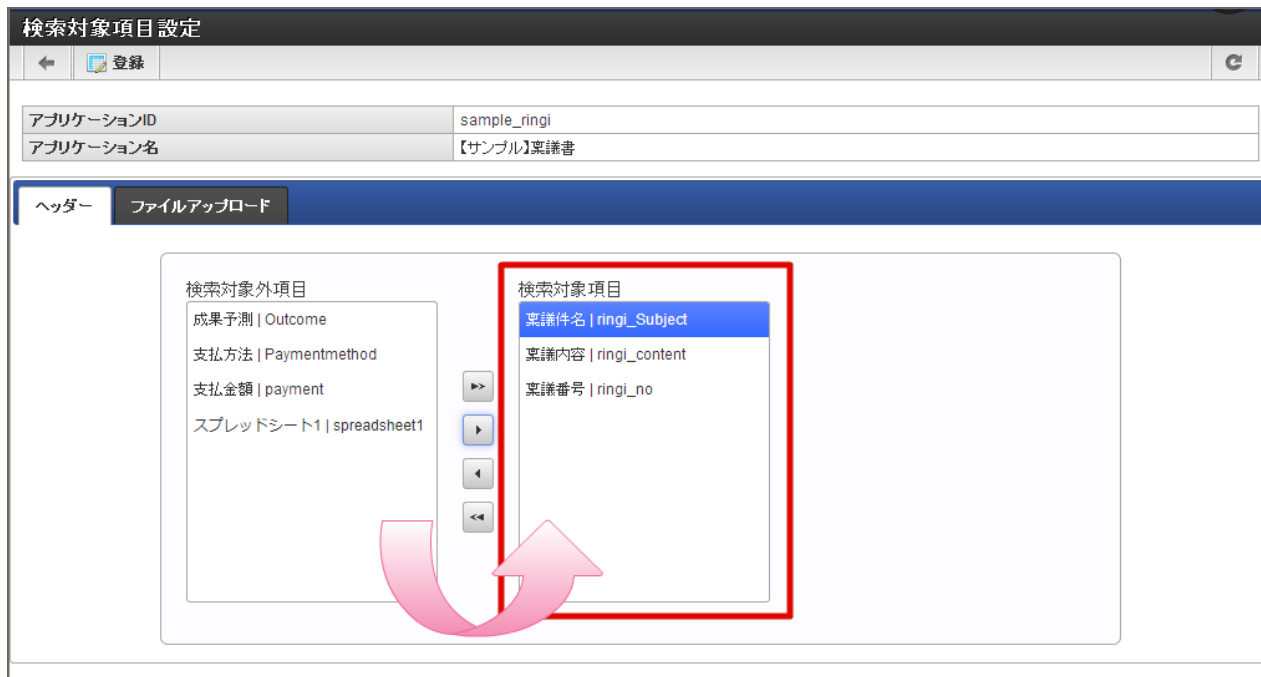 検索対象項目設定
登録
アプリケーションID
sample_ringi
アプリケーション名
【サンプル】稟議書
ヘッダー
ファイルアップロード
検索対象外項目
成果予測 | Outcome
支払方法 | Paymentmethod
支払金額 | payment
スプレッドシート1 | spreadsheet1
検索対象項目
稟議件名 | ringi_Subject
稟議内容 | ringi_content
稟議番号 | ringi_no